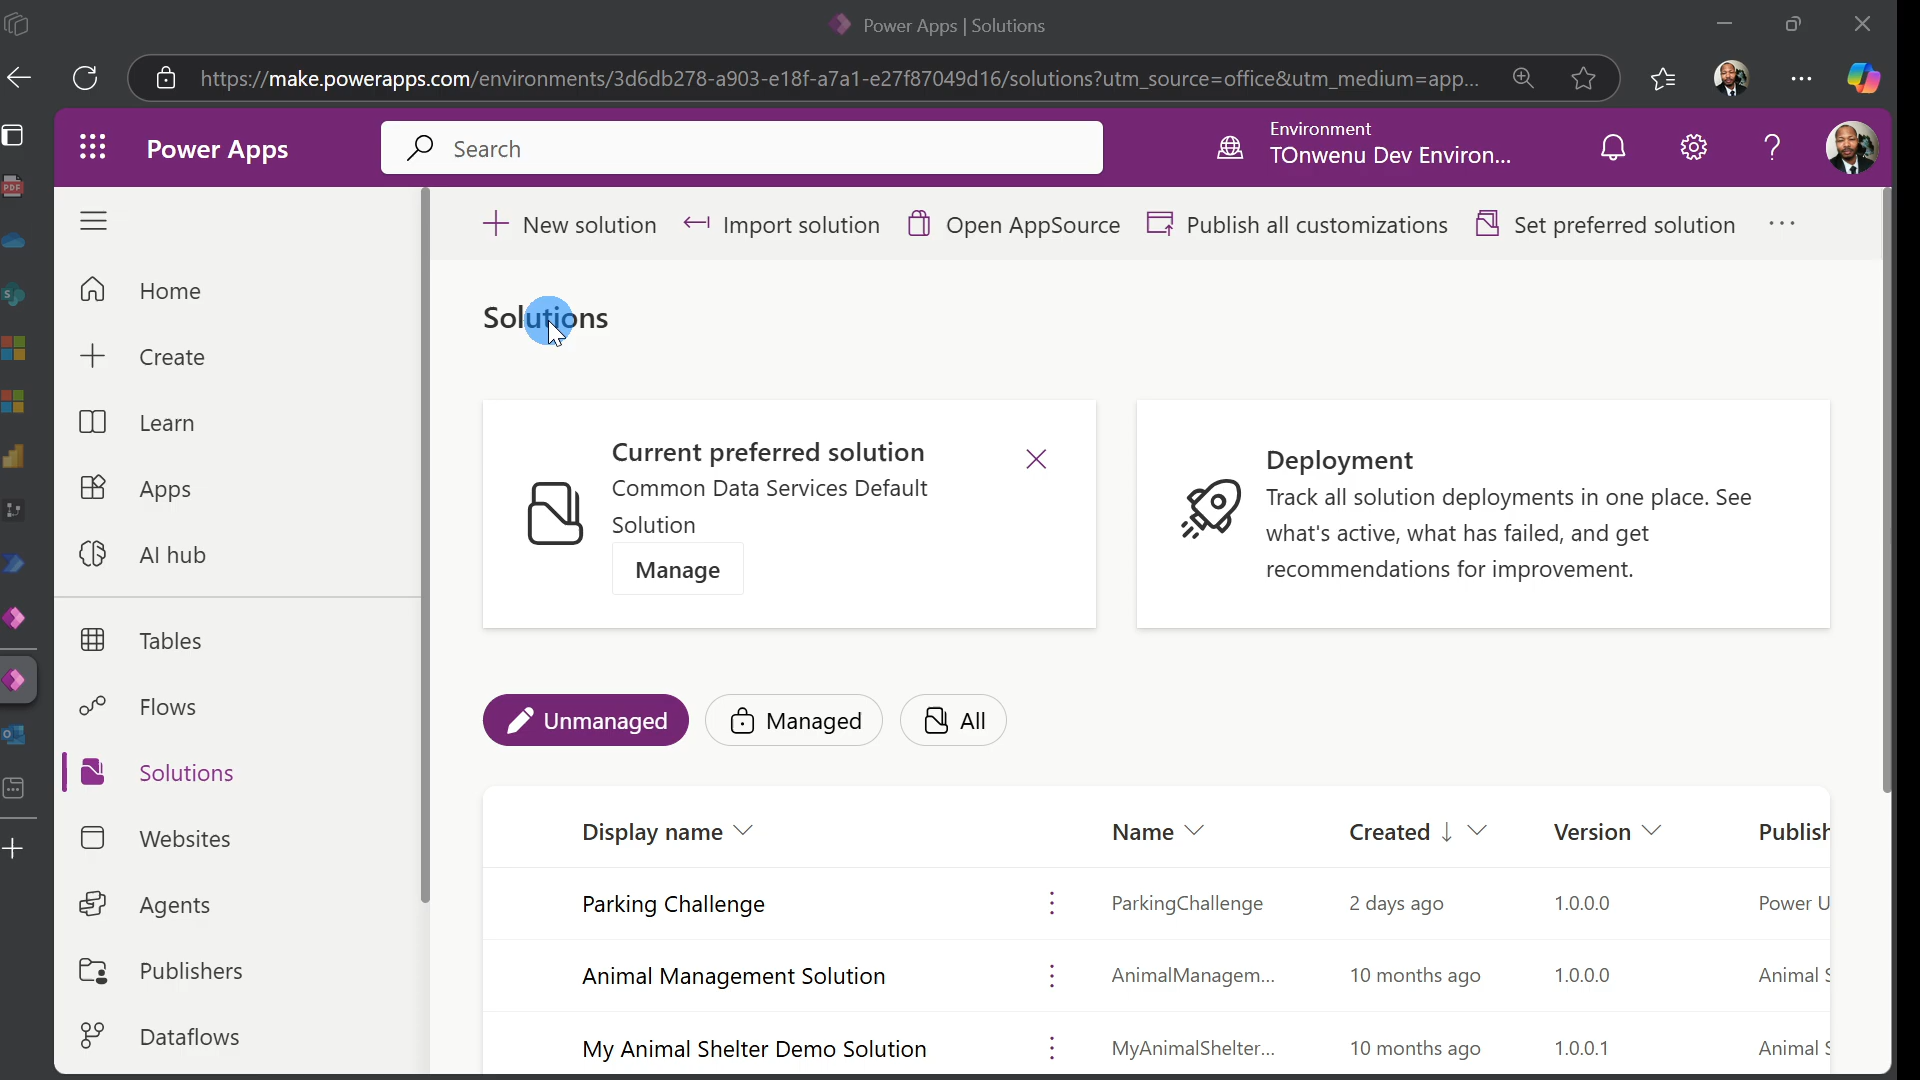 Power Apps | Solutions
https://make.powerapps.com/environments/3d6db278-a903-e18f-a7a1-e27f87049d16/solutions?utm_source=office&utm_medium=app...
Power Apps
Search
Environment
TOnwenu Dev Environ...
New solution
Import solution
Open AppSource
Publish all customizations
Set preferred solution
Home
Create
Learn
Apps
AI hub
Tables
Flows
Solutions
Websites
Agents
Publishers
Dataflows
Solutions
Current preferred solution
Common Data Services Default
Solution
Manage
Deployment
Track all solution deployments in one place. See
what's active, what has failed, and get
recommendations for improvement.
Unmanaged
Managed
All
Display name
Name
Created
Version
Publish
Parking Challenge
ParkingChallenge
2 days ago
1.0.0.0
Power U
Animal Management Solution
AnimalManagem...
10 months ago
1.0.0.0
Animal S
My Animal Shelter Demo Solution
MyAnimalShelter...
10 months ago
1.0.0.1
Animal S
PDF